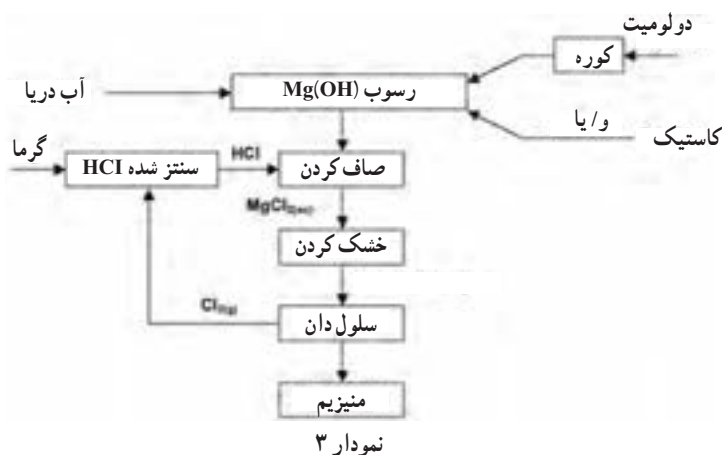 دولومیت
کوره
آب دریا
رسوب Mg(OH)
و/ یا
کاستیک
گرما
سنتز شده HCl
HCl
صاف کردن
MgCl₂₍ₐq₎
خشک کردن
Cl₂₍g₎
سلول دان
منیزیم
نمودار ۳